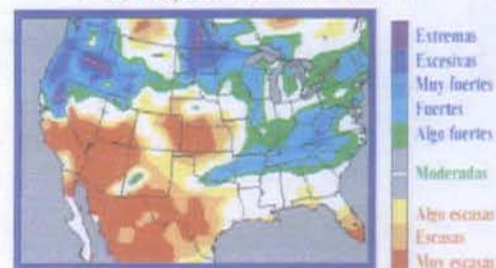 Extremas
Excesivas
Muy fuertes
Fuertes
Algo fuertes
Moderadas
Algo escasas
Escasas
Muy escasas